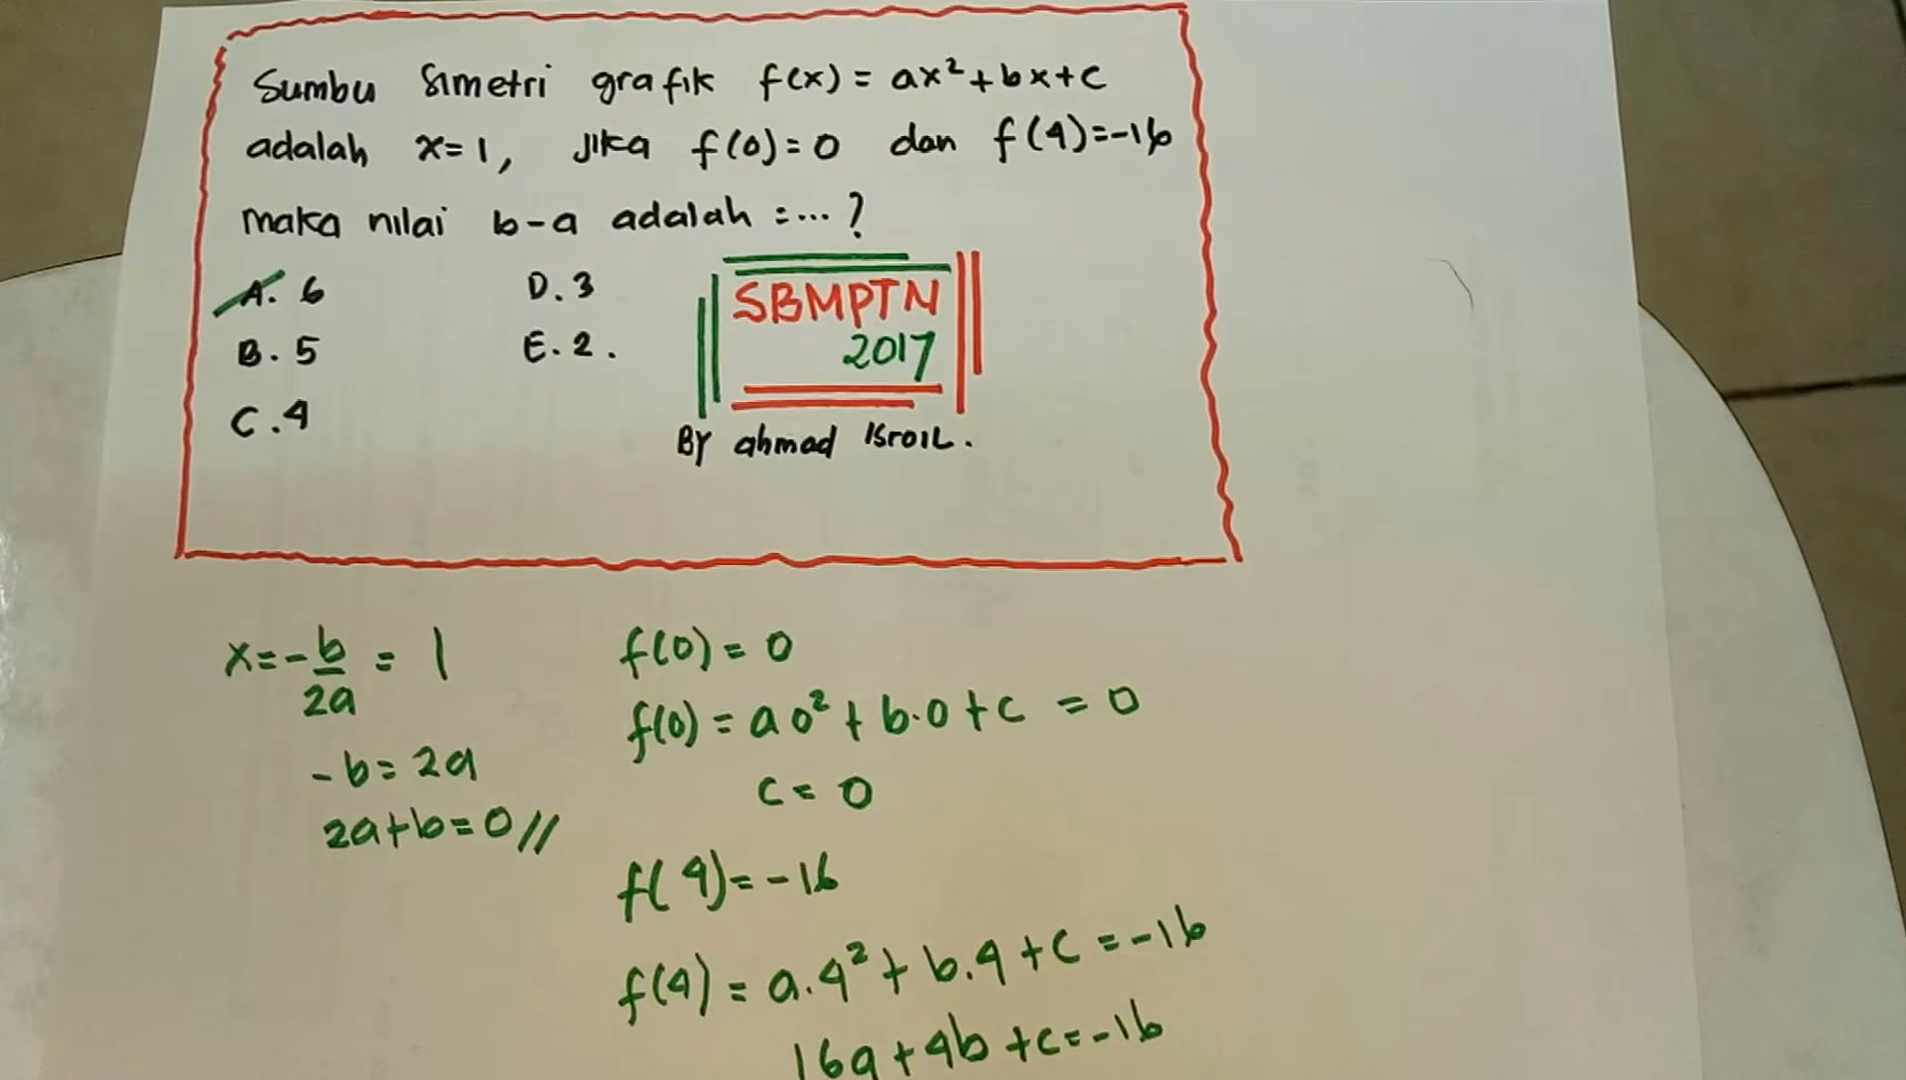 Sumbu Simetri grafik f(x) = ax² + bx + c
adalah x = 1, Jika f(0) = 0 dan f(4) = -16
maka nilai b - a adalah = ... ?
A. 6
B. 5
C. 4
D. 3
E. 2.
SBMPTN
2017
By ahmad Isroil.
x = - b/2a = 1
-b = 2a
2a + b = 0 //
f(0) = 0
f(0) = a 0² + b.0 + c = 0
c = 0
f(4) = -16
f(4) = a.4² + b.4 + c = -16
16a + 4b + c = -16